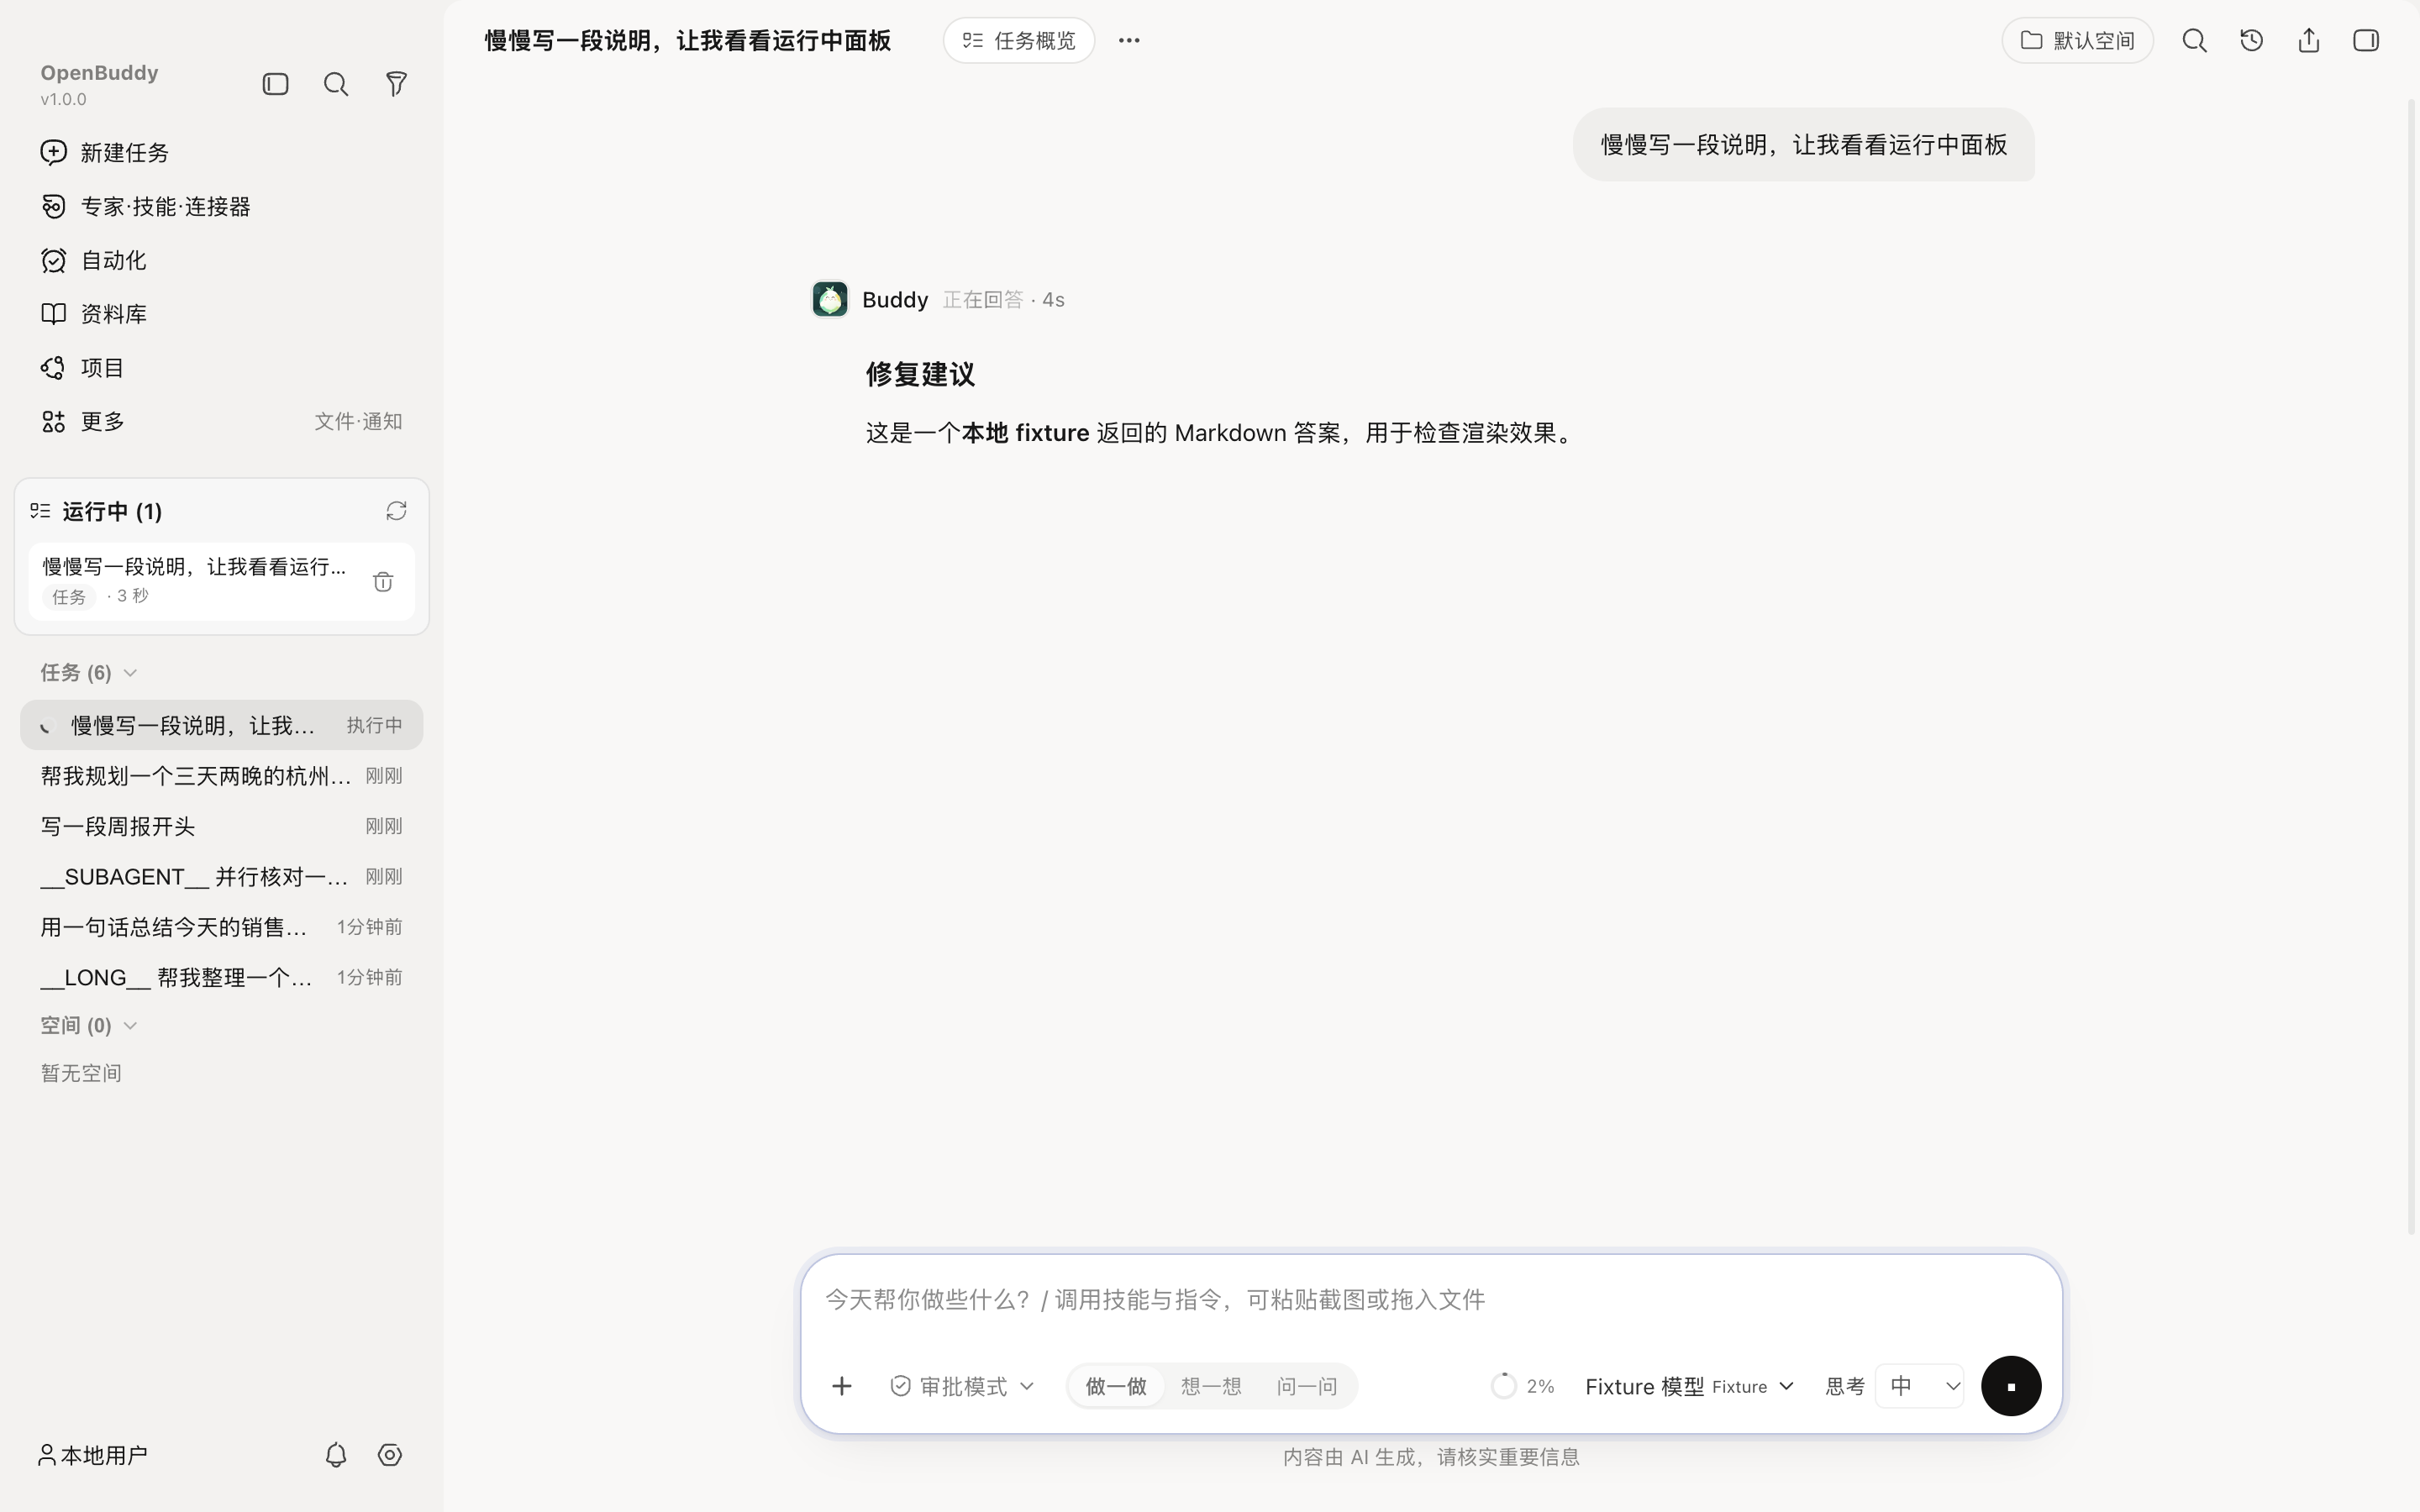 OpenBuddy
v1.0.0
新建任务
专家·技能·连接器
自动化
资料库
项目
更多 文件·通知
运行中 (1)
慢慢写一段说明，让我看看运行...
任务 · 3 秒
任务 (6)
慢慢写一段说明，让我... 执行中
帮我规划一个三天两晚的杭州... 刚刚
写一段周报开头 刚刚
__SUBAGENT__ 并行核对一... 刚刚
用一句话总结今天的销售... 1分钟前
__LONG__ 帮我整理一个... 1分钟前
空间 (0)
暂无空间
本地用户
慢慢写一段说明，让我看看运行中面板 任务概览 默认空间
慢慢写一段说明，让我看看运行中面板
Buddy 正在回答 · 4s
修复建议
这是一个本地 fixture 返回的 Markdown 答案，用于检查渲染效果。
今天帮你做些什么？/ 调用技能与指令，可粘贴截图或拖入文件
审批模式 做一做 想一想 问一问 2% Fixture 模型 Fixture 思考 中
内容由 AI 生成，请核实重要信息